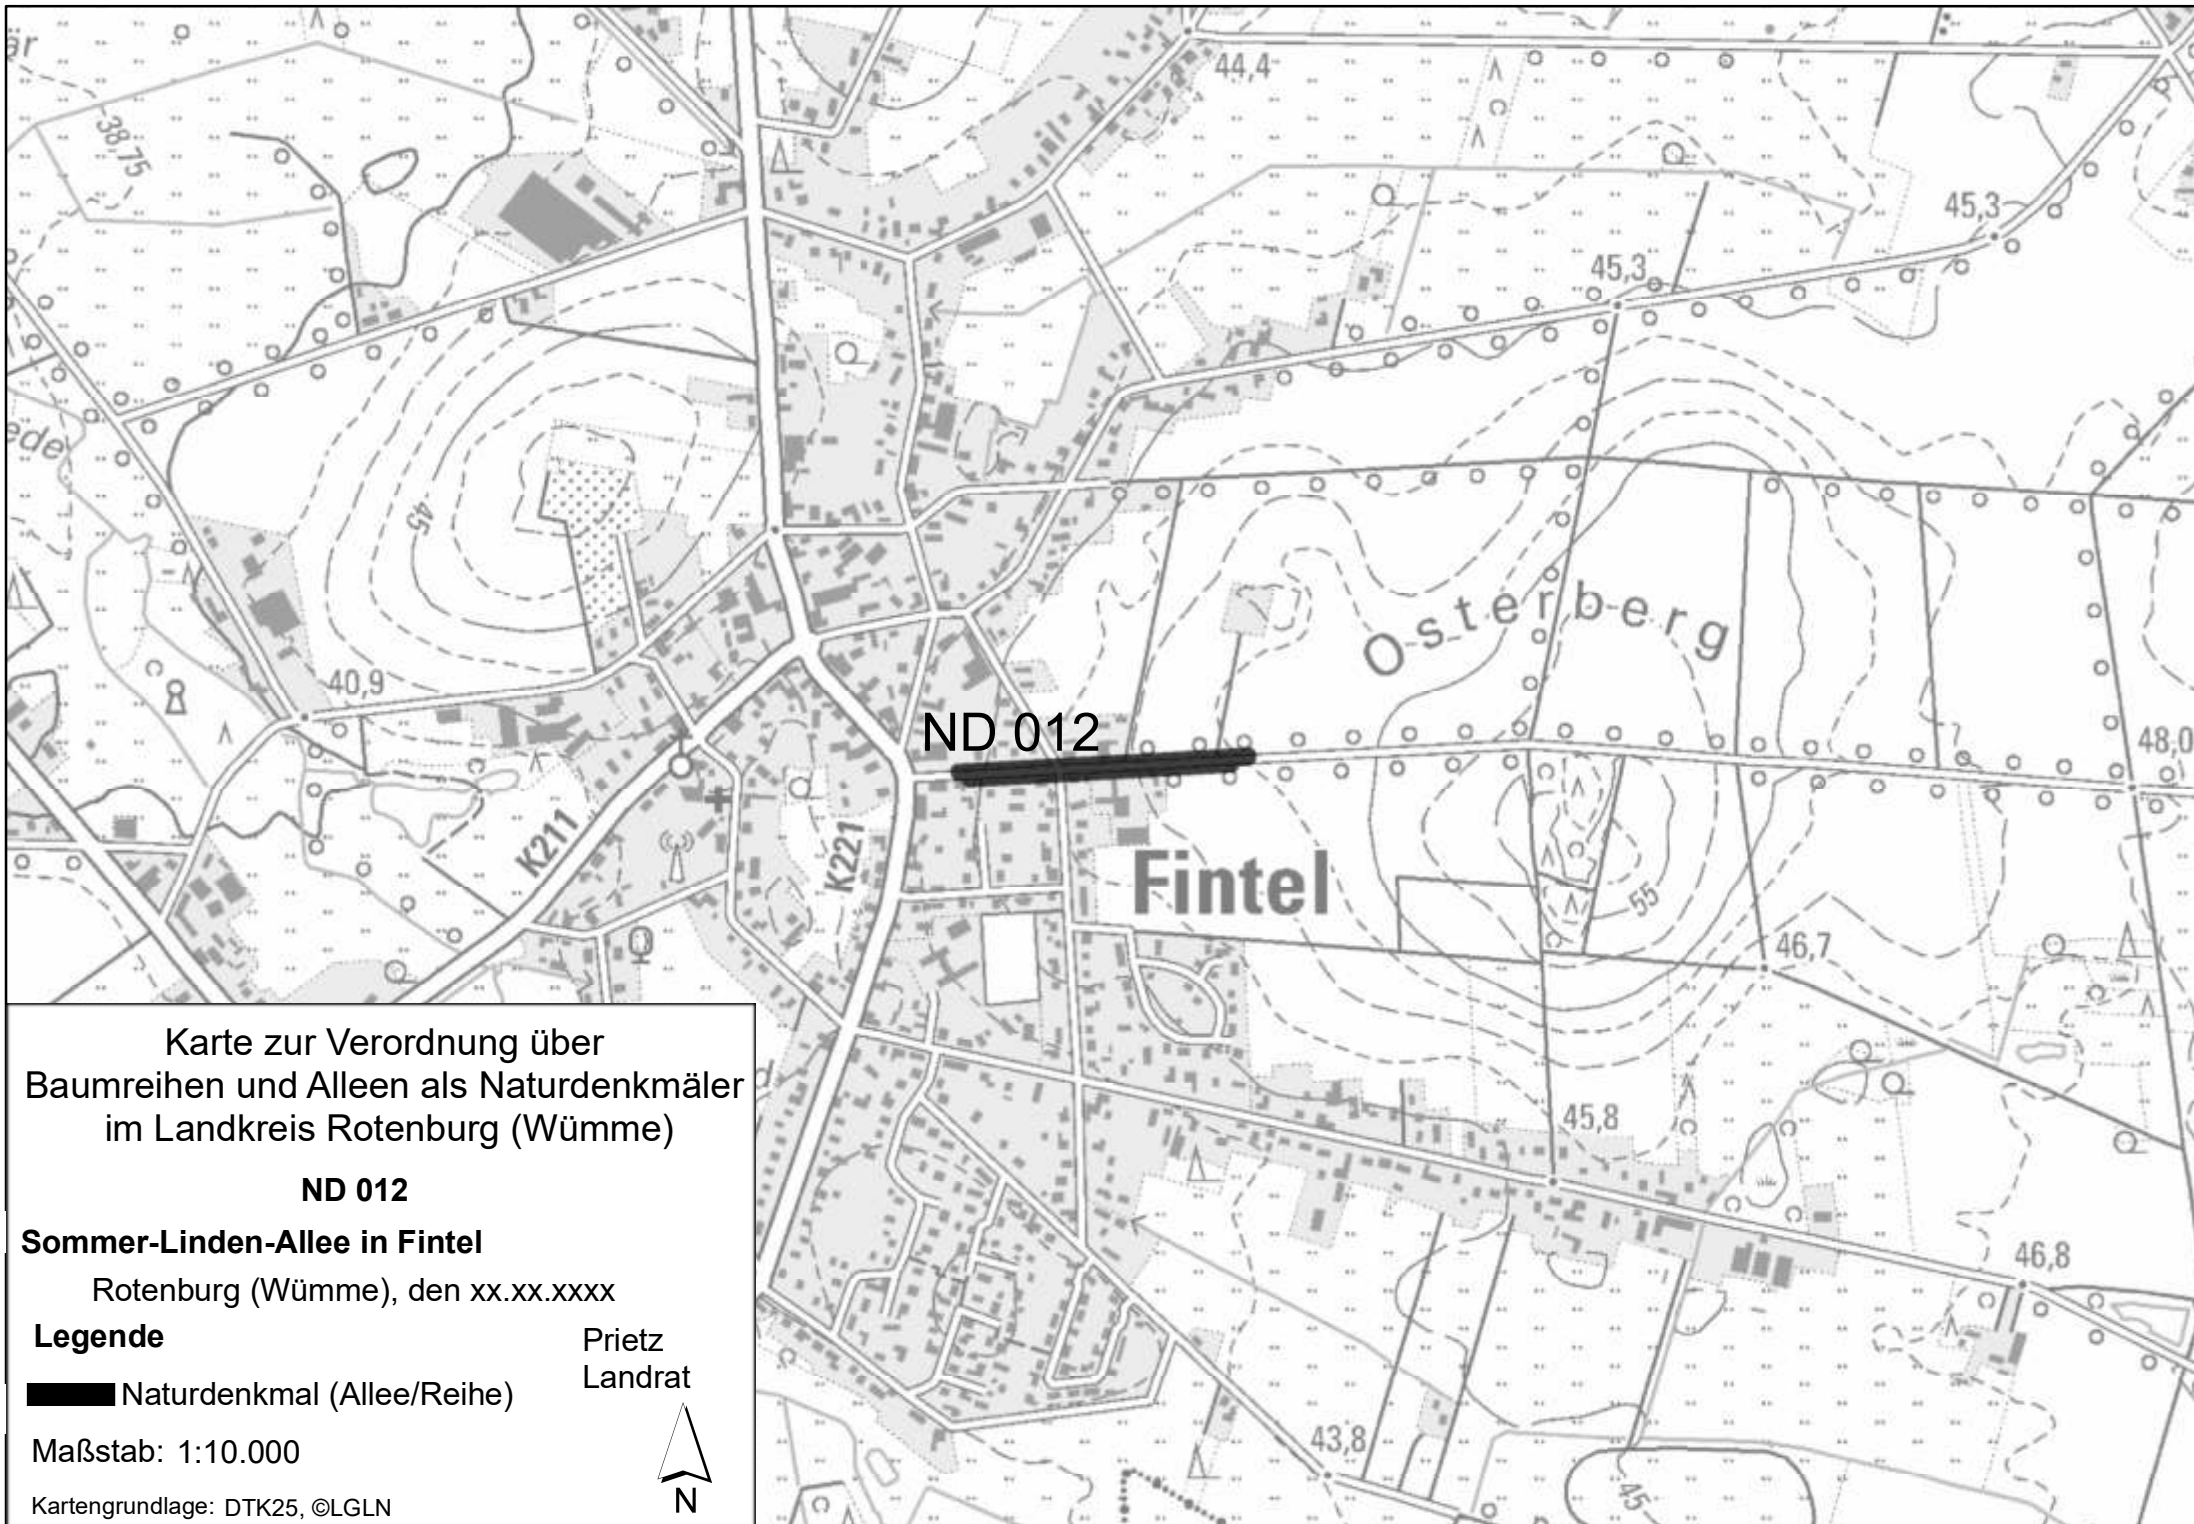 är
44,4
38,75
45,3
45,3
ede
45
Osterberg
40,9
ND 012
48,0
K211
K221
Fintel
55
46,7
Karte zur Verordnung über
Baumreihen und Alleen als Naturdenkmäler
im Landkreis Rotenburg (Wümme)
ND 012
Sommer-Linden-Allee in Fintel
Rotenburg (Wümme), den xx.xx.xxxx
Legende
Prietz
Landrat
Naturdenkmal (Allee/Reihe)
Maßstab: 1:10.000
N
Kartengrundlage: DTK25, ©LGLN
d
45,8
46,8
43,8
45